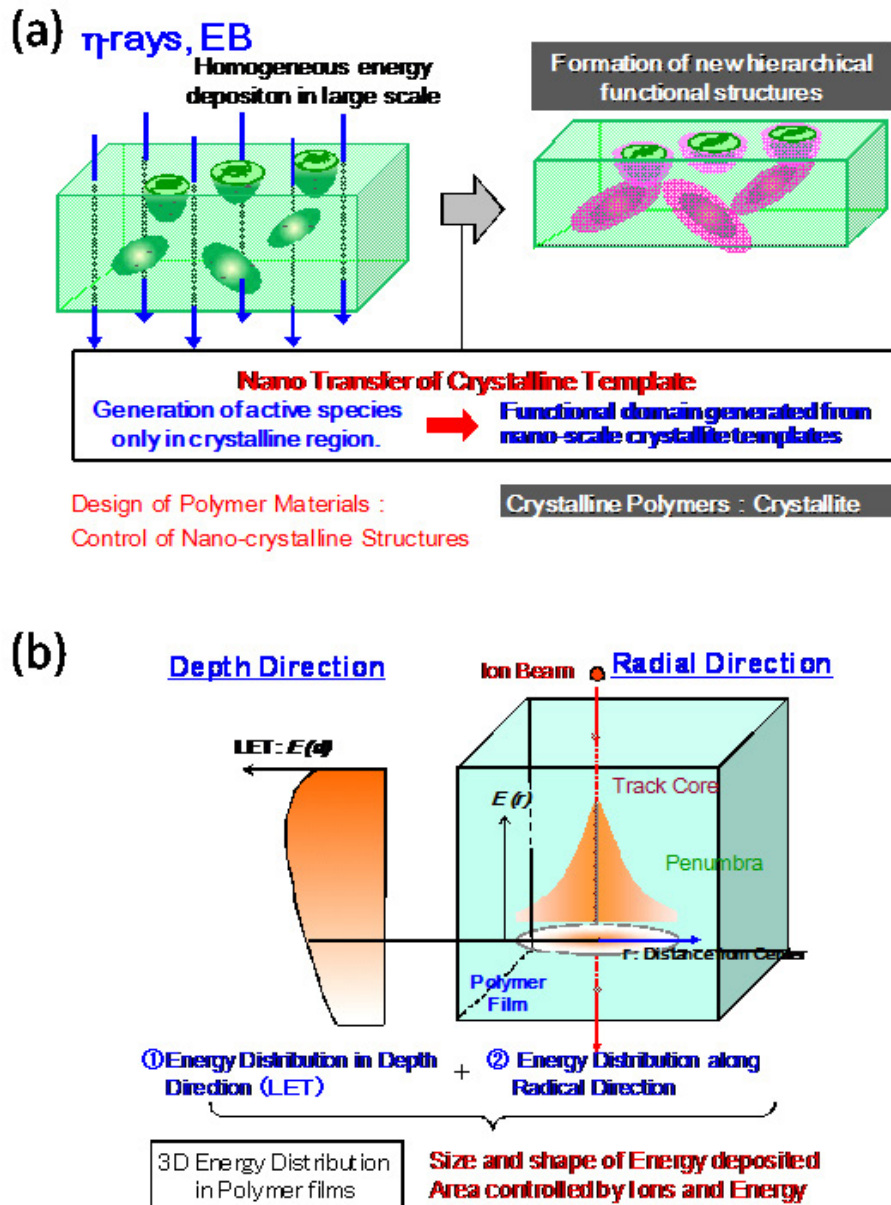 (a)
η-rays, EB
Homogeneous energy
depositon in large scale
Formation of new hierarchical
functional structures
Nano Transfer of Crystalline Template
Generation of active species
only in crystalline region.
Functional domain generated from
nano-scale crystallite templates
Design of Polymer Materials :
Control of Nano-crystalline Structures
Crystalline Polymers : Crystallite
(b)
Depth Direction
Ion Beam
Radial Direction
LET : E(d)
E (r)
Track Core
Penumbra
r : Distance from Center
Polymer
Film
① Energy Distribution in Depth
Direction (LET)
+
② Energy Distribution along
Radical Direction
3D Energy Distribution
in Polymer films
Size and shape of Energy deposited
Area controlled by Ions and Energy